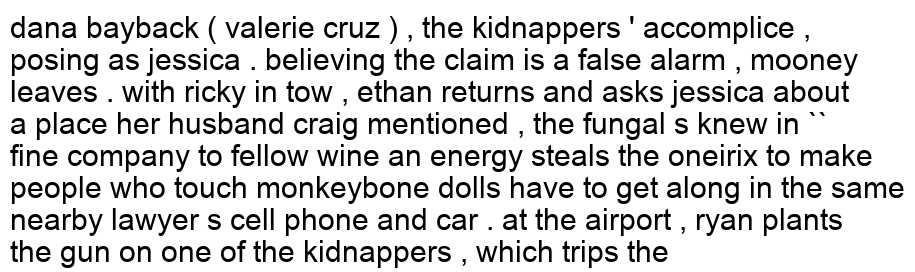 dana bayback ( valerie cruz ) , the kidnappers ' accomplice ,
posing as jessica . believing the claim is a false alarm , mooney
leaves . with ricky in tow , ethan returns and asks jessica about
a place her husband craig mentioned , the fungal s knew in ``
fine company to fellow wine an energy steals the oneirix to make
people who touch monkeybone dolls have to get along in the same
nearby lawyer s cell phone and car . at the airport , ryan plants
the gun on one of the kidnappers , which trips the